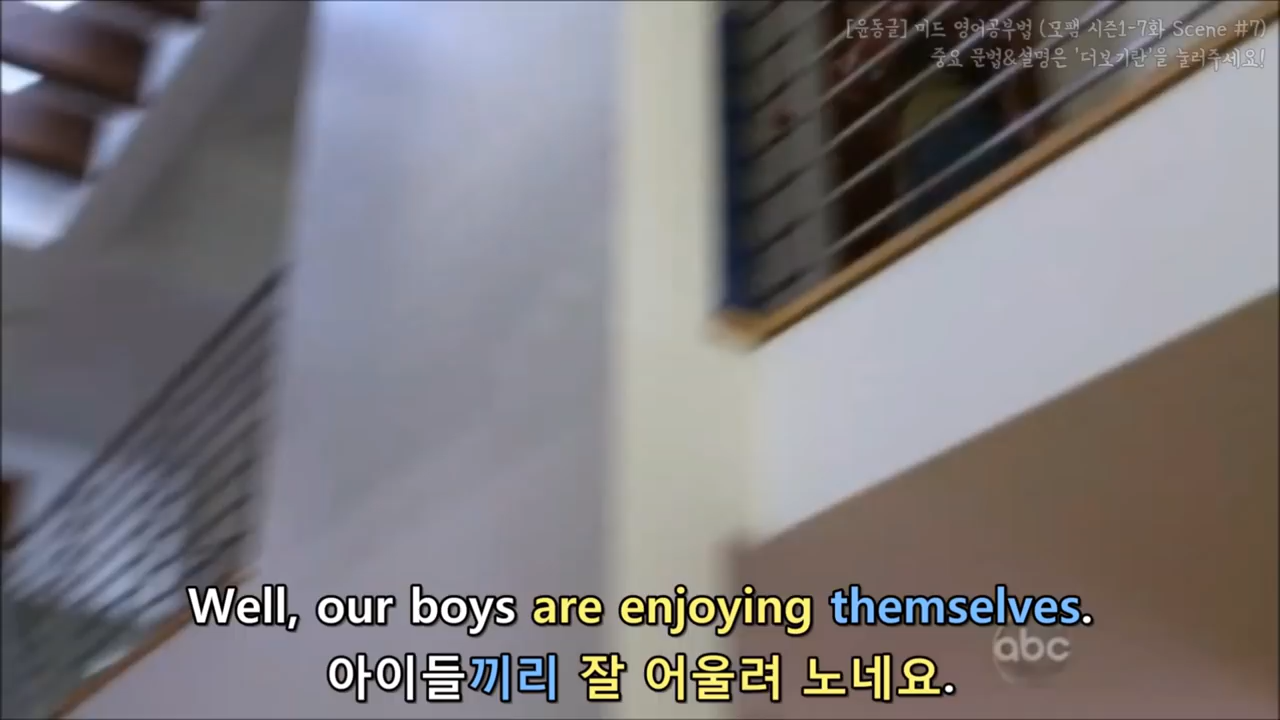 [윤동글] 미드 영어공부법 (모팸 시즌1-7화 Scene #7)
중요 문법&설명은 '더보기란'을 눌러주세요!
Well, our boys are enjoying themselves.
abc
아이들끼리 잘 어울려 노네요.